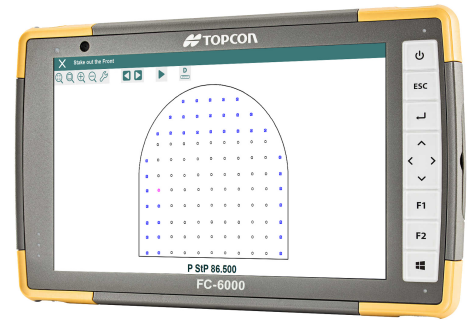 TOPCON
X Stake out the Front
D
P StP 86.500
FC-6000
ESC
F1
F2